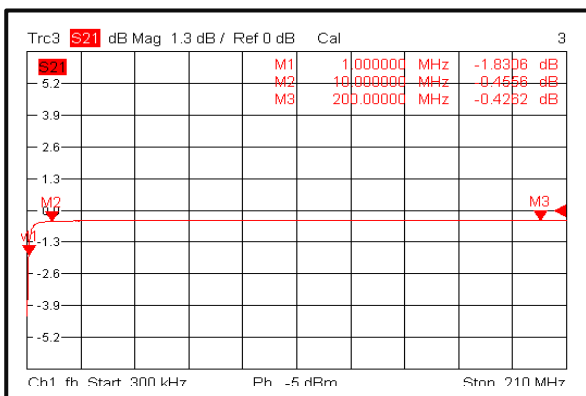 Trc3 S21 dB Mag 1.3 dB / Ref 0 dB Cal 3
S21
M1 1.000000 MHz -1.8306 dB
M2 10.000000 MHz -0.4556 dB
M3 200.00000 MHz -0.4262 dB
5.2
3.9
2.6
1.3
M2 M3
0.0
M1
-1.3
-2.6
-3.9
-5.2
Ch1 fb Start 300 kHz Pb -5 dBm Stop 210 MHz